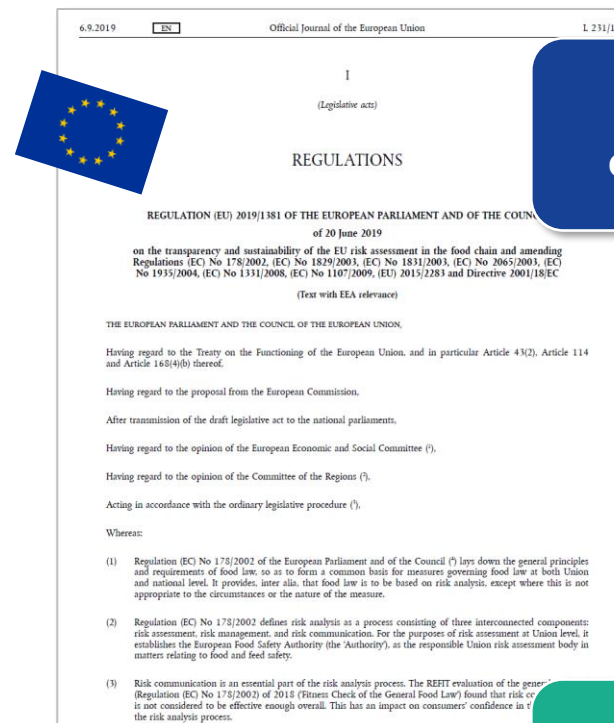 6.9.2019 EN Official Journal of the European Union L 231/1
I
(Legislative acts)
REGULATIONS
REGULATION (EU) 2019/1381 OF THE EUROPEAN PARLIAMENT AND OF THE
of 20 June 2019
on the transparency and sustainability of the EU risk assessment in the food chain and amending
Regulations (EC) No 178/2002, (EC) No 1829/2003, (EC) No 1831/2003, (EC) No 2065/2003, (EC)
No 1935/2004, (EC) No 1331/2008, (EC) No 1107/2009, (EU) 2015/2283 and Directive 2001/18/EC
(Text with EEA relevance)
THE EUROPEAN PARLIAMENT AND THE COUNCIL OF THE EUROPEAN UNION,
Having regard to the Treaty on the Functioning of the European Union, and in particular Article 43(2), Article 114
and Article 168(4)(b) thereof,
Having regard to the proposal from the European Commission,
After transmission of the draft legislative act to the national parliaments,
Having regard to the opinion of the European Economic and Social Committee (¹),
Having regard to the opinion of the Committee of the Regions (²),
Acting in accordance with the ordinary legislative procedure (³),
Whereas:
(1) Regulation (EC) No 178/2002 of the European Parliament and of the Council (⁴) lays down the general principles
and requirements of food law, so as to form a common basis for measures governing food law at both Union
and national level. It provides, inter alia, that food law is to be based on risk analysis, except where this is not
appropriate to the circumstances or the nature of the measure.
(2) Regulation (EC) No 178/2002 defines risk analysis as a process consisting of three interconnected components:
risk assessment, risk management, and risk communication. For the purposes of risk assessment at Union level, it
establishes the European Food Safety Authority (the 'Authority'), as the responsible Union risk assessment body in
matters relating to food and feed safety.
(3) Risk communication is an essential part of the risk analysis process. The REFIT evaluation of the
(Regulation (EC) No 178/2002) of 2018 ('Fitness Check of the General Food Law') found that risk
is not considered to be effective enough overall. This has an impact on consumers' confidence in
the risk analysis process.